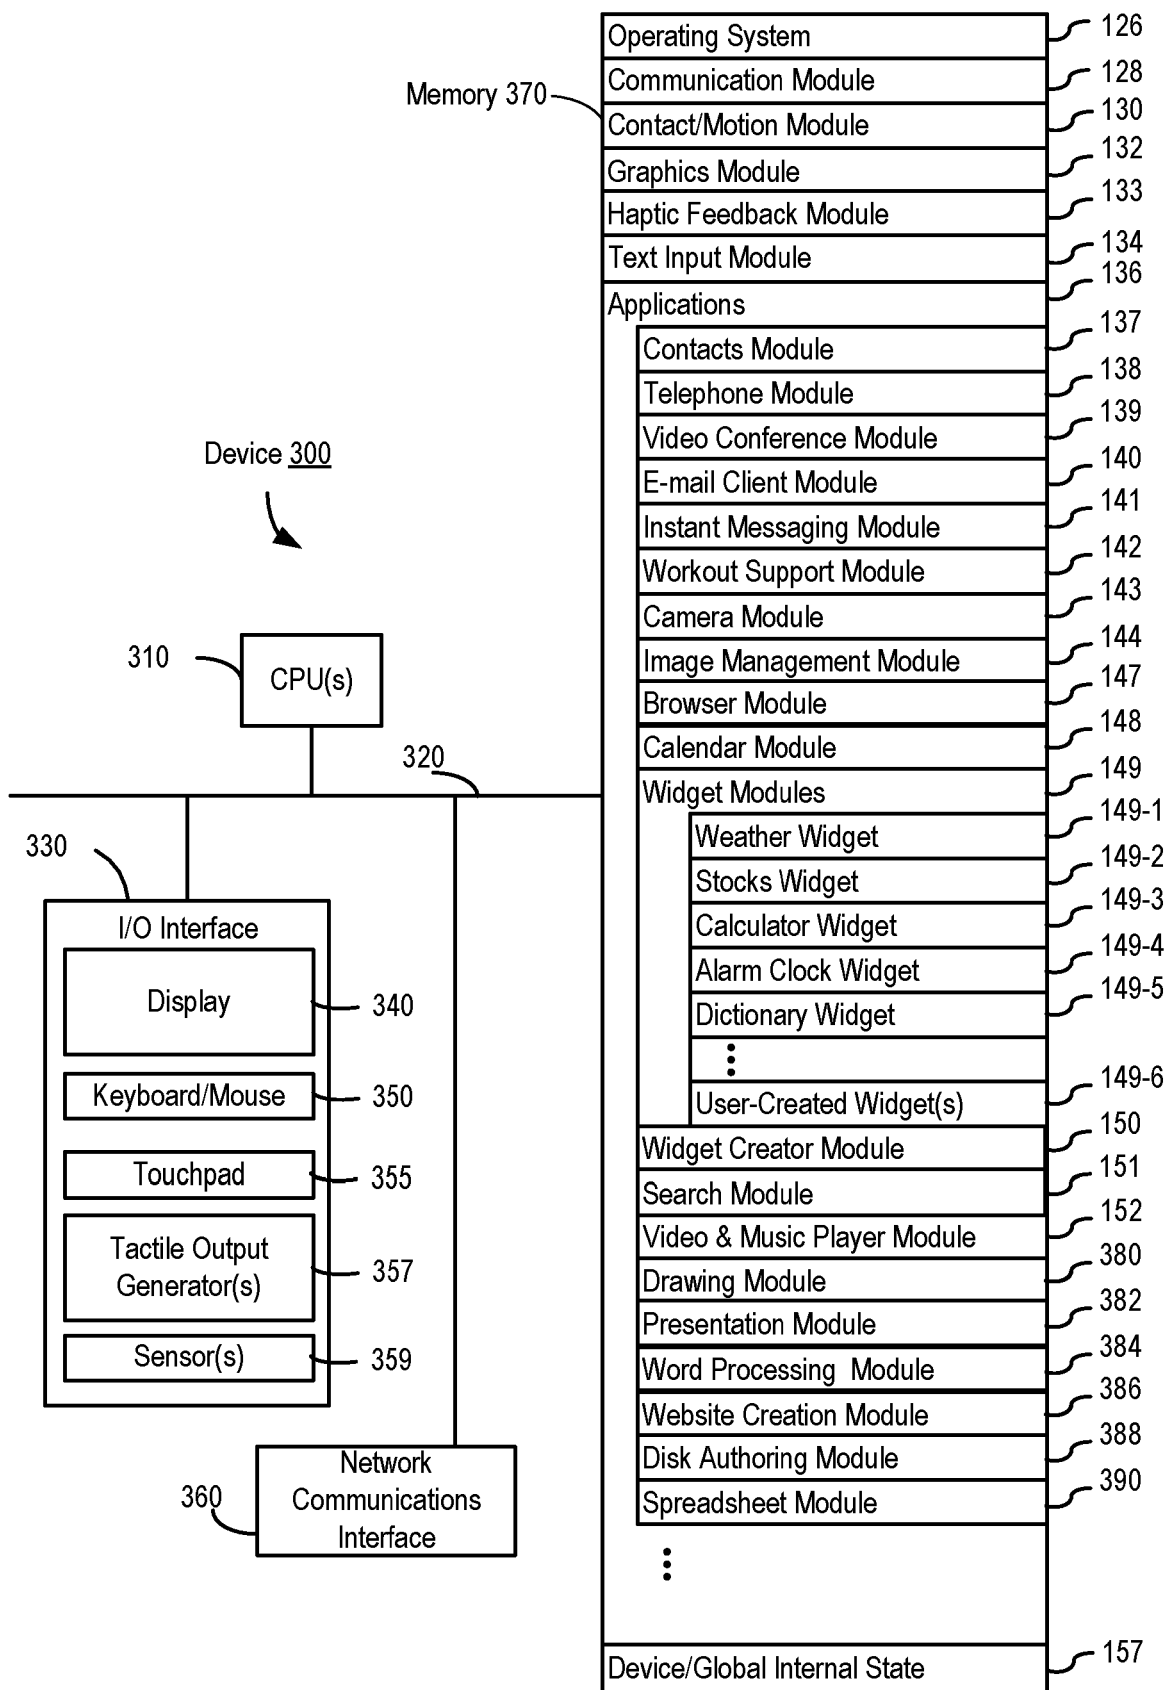 Device 300
310
CPU(s)
320
330
I/O Interface
Display
340
Keyboard/Mouse
350
Touchpad
355
Tactile Output
Generator(s)
357
Sensor(s)
359
Network
Communications
Interface
360
Memory 370
Operating System
126
Communication Module
128
Contact/Motion Module
130
Graphics Module
132
Haptic Feedback Module
133
Text Input Module
134
Applications
136
Contacts Module
137
Telephone Module
138
Video Conference Module
139
E-mail Client Module
140
Instant Messaging Module
141
Workout Support Module
142
Camera Module
143
Image Management Module
144
Browser Module
147
Calendar Module
148
Widget Modules
149
Weather Widget
149-1
Stocks Widget
149-2
Calculator Widget
149-3
Alarm Clock Widget
149-4
Dictionary Widget
149-5
User-Created Widget(s)
149-6
Widget Creator Module
150
Search Module
151
Video & Music Player Module
152
Drawing Module
380
Presentation Module
382
Word Processing Module
384
Website Creation Module
386
Disk Authoring Module
388
Spreadsheet Module
390
Device/Global Internal State
157